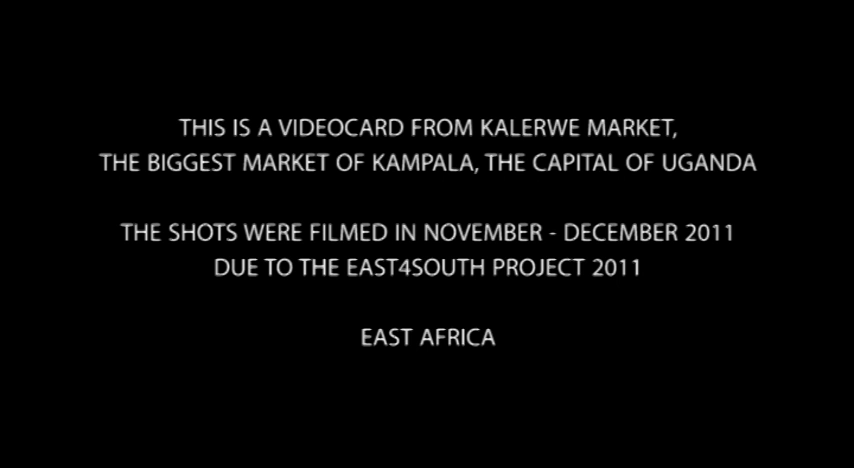 THIS IS A VIDEOCARD FROM KALERWE MARKET,
THE BIGGEST MARKET OF KAMPALA, THE CAPITAL OF UGANDA
THE SHOTS WERE FILMED IN NOVEMBER - DECEMBER 2011
DUE TO THE EAST4SOUTH PROJECT 2011
EAST AFRICA